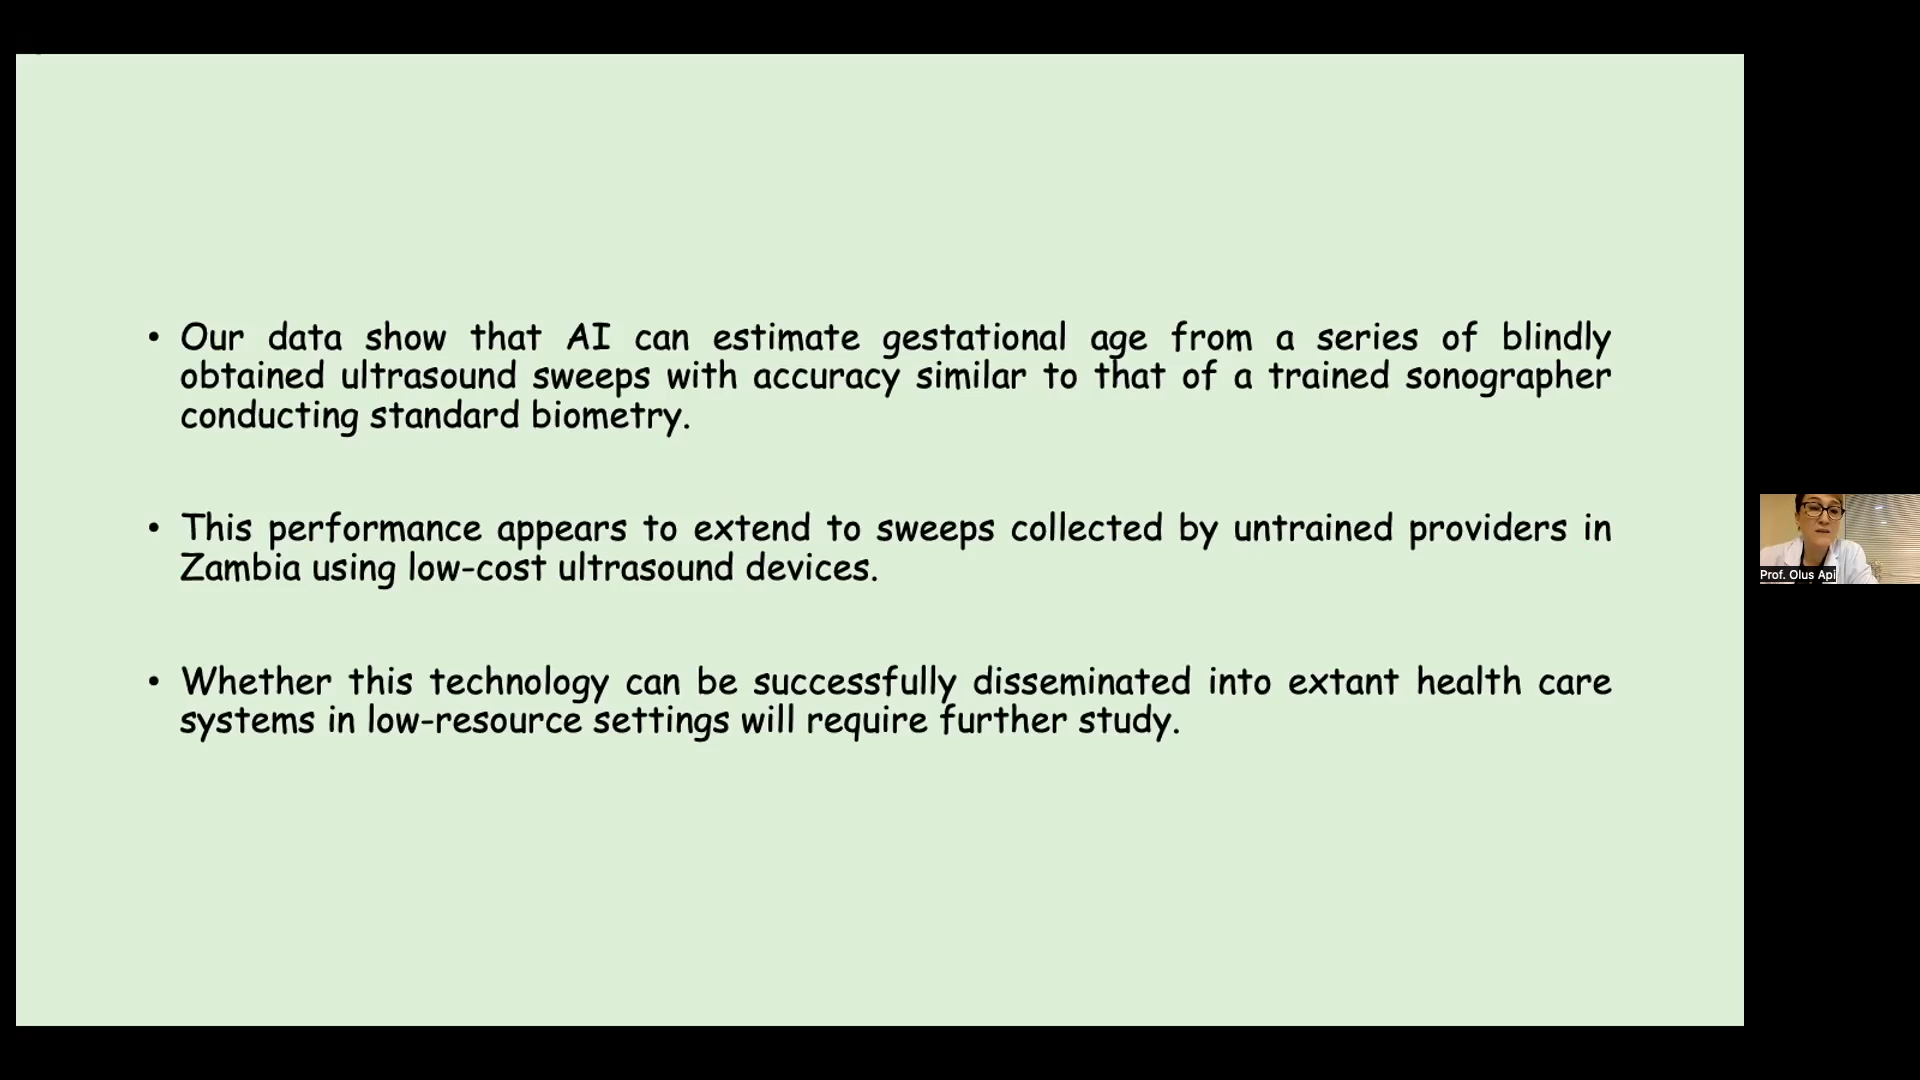 • Our data show that AI can estimate gestational age from a series of blindly
obtained ultrasound sweeps with accuracy similar to that of a trained sonographer
conducting standard biometry.
• This performance appears to extend to sweeps collected by untrained providers in
Zambia using low-cost ultrasound devices.
• Whether this technology can be successfully disseminated into extant health care
systems in low-resource settings will require further study.
Prof. Olus Api